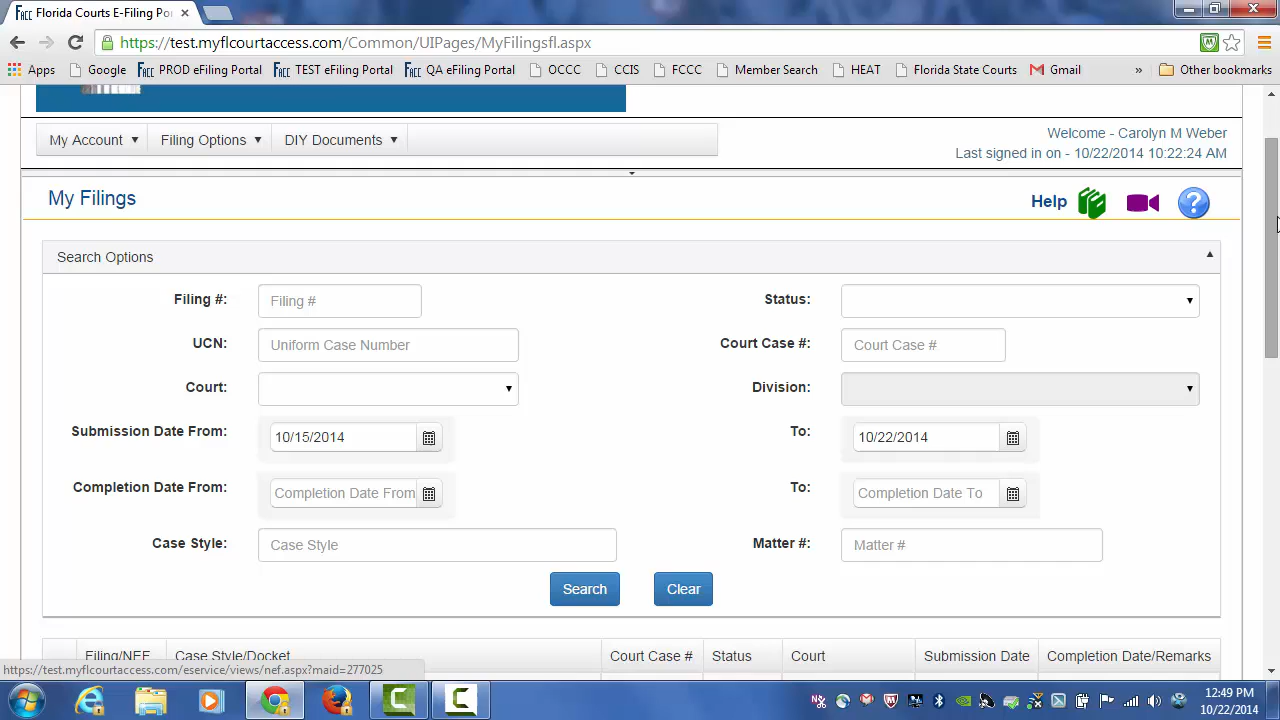 FACC Florida Courts E-Filing Po
https://test.myflcourtaccess.com/Common/UIPages/MyFilingsfl.aspx
Apps Google FACC PROD eFiling Portal FACC TEST eFiling Portal FACC QA eFiling Portal OCCC CCIS FCCC Member Search HEAT Florida State Courts Gmail » Other bookmarks
My Account Filing Options DIY Documents
Welcome - Carolyn M Weber
Last signed in on - 10/22/2014 10:22:24 AM
My Filings
Help ?
Search Options
Filing #: Filing # Status:
UCN: Uniform Case Number Court Case #: Court Case #
Court: Division:
Submission Date From: 10/15/2014 To: 10/22/2014
Completion Date From: Completion Date From To: Completion Date To
Case Style: Case Style Matter #: Matter #
Search Clear
Filing/NEF Case Style/Docket Court Case # Status Court Submission Date Completion Date/Remarks
https://test.myflcourtaccess.com/eservice/views/nef.aspx?maid=277025
12:49 PM
10/22/2014